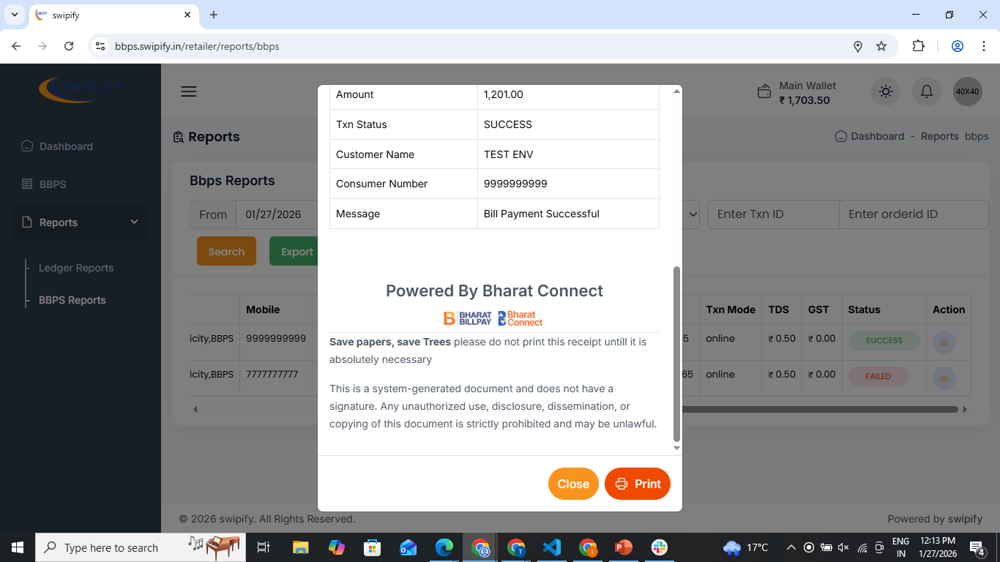 swipify
bbps.swipify.in/retailer/reports/bbps
SWIPIFY
Dashboard
BBPS
Reports
Ledger Reports
BBPS Reports
Main Wallet
₹ 1,703.50
40X40
Reports
Dashboard - Reports bbps
Bbps Reports
From 01/27/2026
Enter Txn ID
Enter orderid ID
Search
Export
Mobile
Txn Mode TDS GST Status Action
icity,BBPS 9999999999 5 online ₹ 0.50 ₹ 0.00 SUCCESS
icity,BBPS 7777777777 65 online ₹ 0.50 ₹ 0.00 FAILED
Amount 1,201.00
Txn Status SUCCESS
Customer Name TEST ENV
Consumer Number 9999999999
Message Bill Payment Successful
Powered By Bharat Connect
BHARAT BILLPAY Bharat Connect
Save papers, save Trees please do not print this receipt untill it is
absolutely necessary
This is a system-generated document and does not have a
signature. Any unauthorized use, disclosure, dissemination, or
copying of this document is strictly prohibited and may be unlawful.
Close
Print
© 2026 swipify. All Rights Reserved.
Powered by swipify
Type here to search
17°C
ENG
IN
12:13 PM
1/27/2026
4